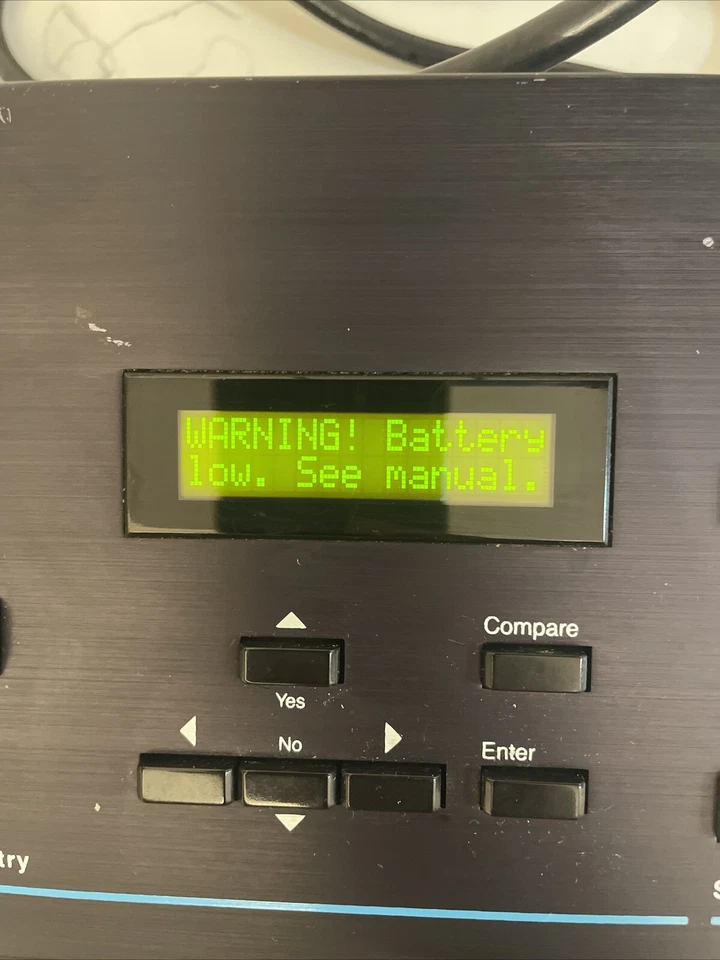 WARNING! Battery
low. See manual.
Compare
Yes
No
Enter
try
S